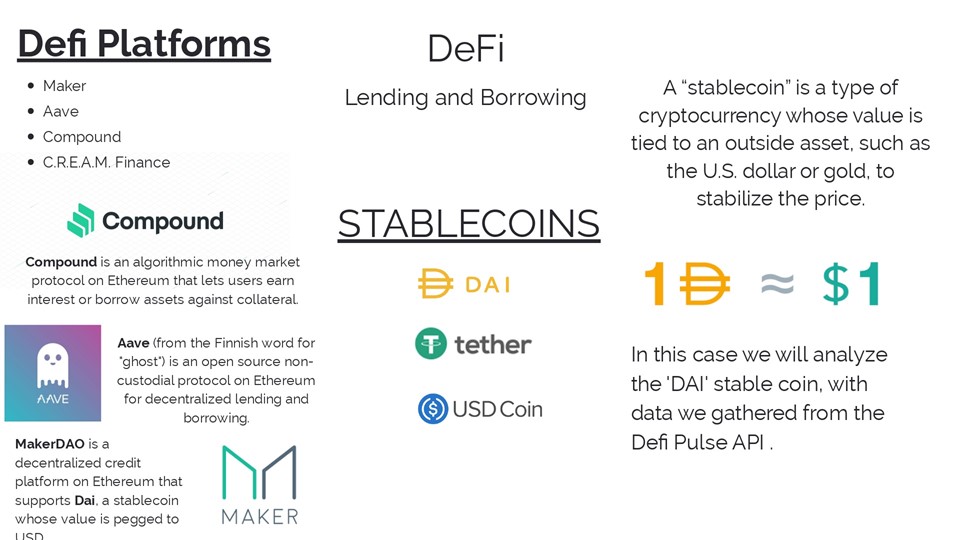 Defi Platforms
• Maker
• Aave
• Compound
• C.R.E.A.M. Finance
Compound
Compound is an algorithmic money market
protocol on Ethereum that lets users earn
interest or borrow assets against collateral.
AAVE
Aave (from the Finnish word for
"ghost") is an open source non-
custodial protocol on Ethereum
for decentralized lending and
borrowing.
MakerDAO is a
decentralized credit
platform on Ethereum that
supports Dai, a stablecoin
whose value is pegged to
USD
MAKER
DeFi
Lending and Borrowing
STABLECOINS
DAI
tether
USD Coin
A “stablecoin” is a type of
cryptocurrency whose value is
tied to an outside asset, such as
the U.S. dollar or gold, to
stabilize the price.
1 ≈ $1
In this case we will analyze
the 'DAI' stable coin, with
data we gathered from the
Defi Pulse API .